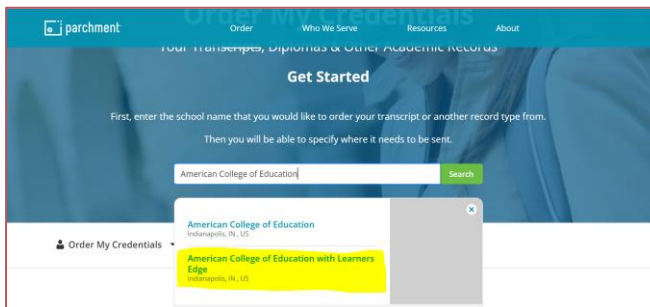 Order My Credentials
parchment Order Who We Serve Resources About
Your Transcripts, Diplomas & Other Academic Records
Get Started
First, enter the school name that you would like to order your transcript or another record type from.
Then you will be able to specify where it needs to be sent.
American College of Education Search
American College of Education
Indianapolis, IN , US
Order My Credentials
American College of Education with Learners
Edge
Indianapolis, IN , US